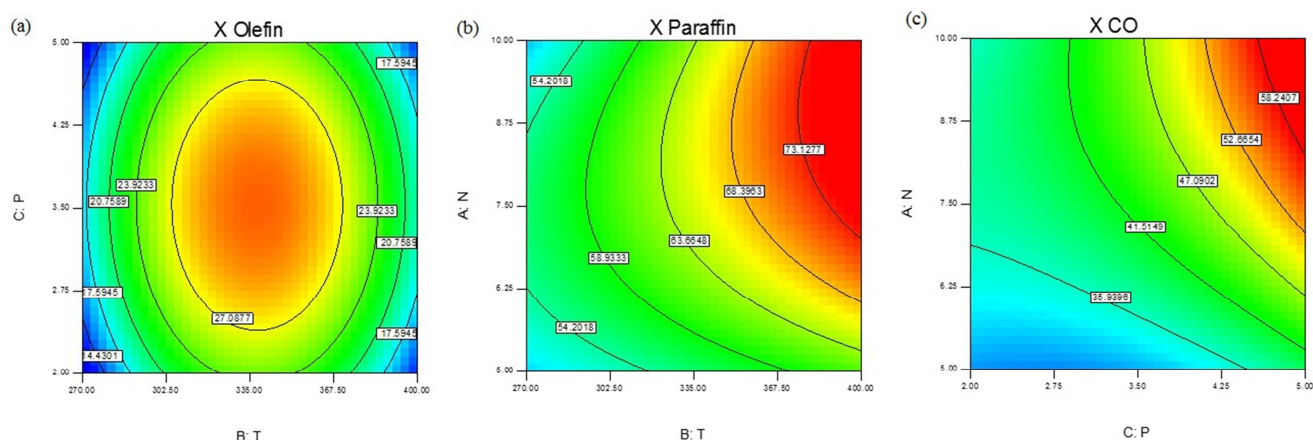 (a)
X Olefin
C: P
5.00
4.25
3.50
2.75
2.00
17.5945
23.9233
20.7589
23.9233
20.7589
17.5945
27.0877
17.5945
14.4301
270.00 302.50 335.00 367.50 400.00
B: T
(b)
X Paraffin
A: N
10.00
8.75
7.50
6.25
5.00
54.2018
73.1277
68.3963
63.6648
58.9333
54.2018
270.00 302.50 335.00 367.50 400.00
B: T
(c)
X CO
A: N
10.00
8.75
7.50
6.25
5.00
58.2407
52.6654
47.0902
41.5149
35.9396
2.00 2.75 3.50 4.25 5.00
C: P